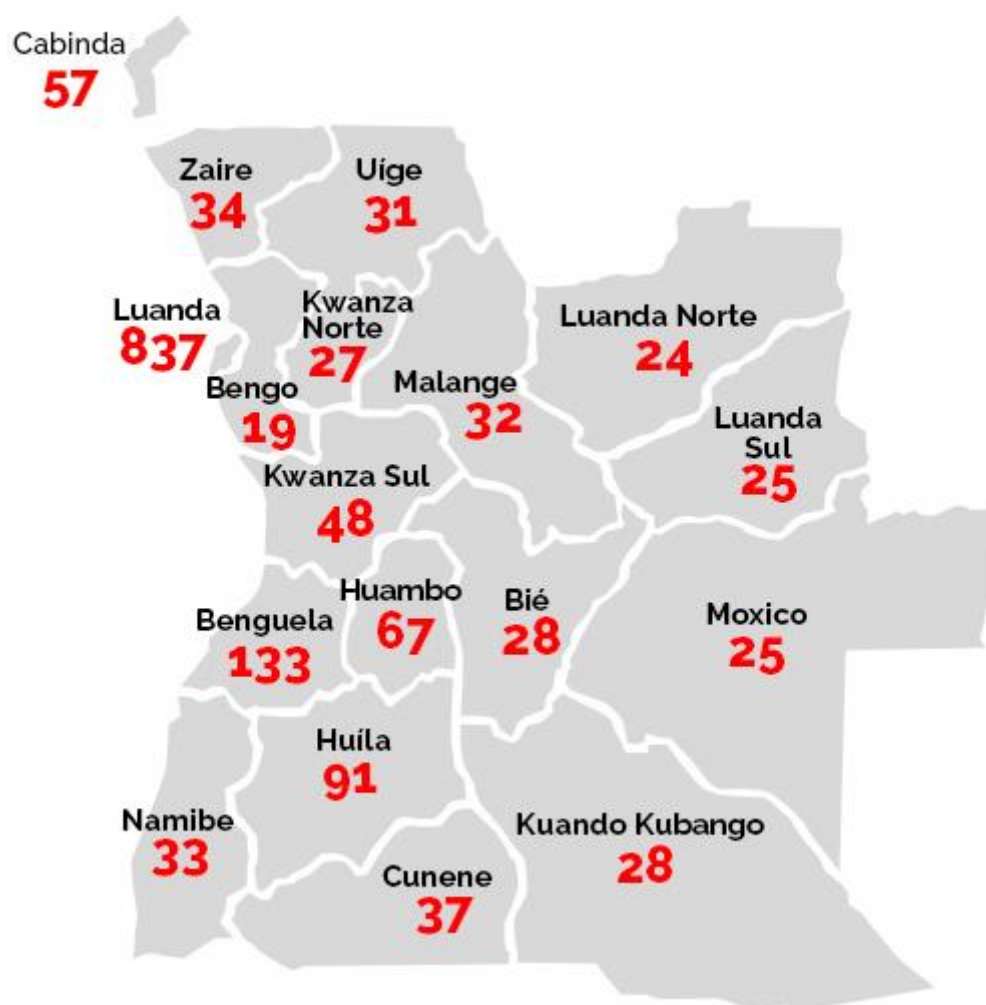 Cabinda
57
Zaire
34
Uíge
31
Luanda
837
Kwanza
Norte
27
Bengo
19
Malange
32
Luanda Norte
24
Luanda
Sul
25
Kwanza Sul
48
Benguela
133
Huambo
67
Bié
28
Moxico
25
Huíla
91
Namibe
33
Cunene
37
Kuando Kubango
28